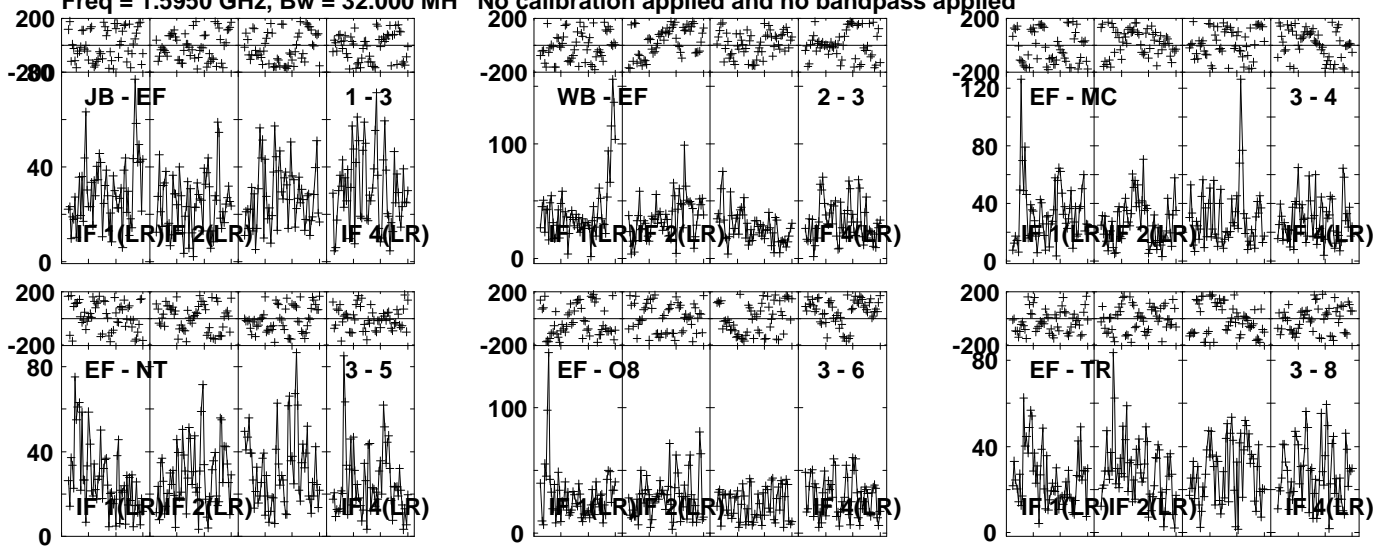 Freq = 1.5950 GHz, Bw = 32.000 MH No calibration applied and no bandpass applied
200
-200
80
40
0
JB - EF
1 - 3
IF 1(LR)
IF 2(LR)
IF 4(LR)
200
-200
100
0
WB - EF
2 - 3
IF 1(LR)
IF 2(LR)
IF 4(LR)
200
-200
120
80
40
0
EF - MC
3 - 4
IF 1(LR)
IF 2(LR)
IF 4(LR)
200
-200
80
40
0
EF - NT
3 - 5
IF 1(LR)
IF 2(LR)
IF 4(LR)
200
-200
100
0
EF - O8
3 - 6
IF 1(LR)
IF 2(LR)
IF 4(LR)
200
-200
80
40
0
EF - TR
3 - 8
IF 1(LR)
IF 2(LR)
IF 4(LR)